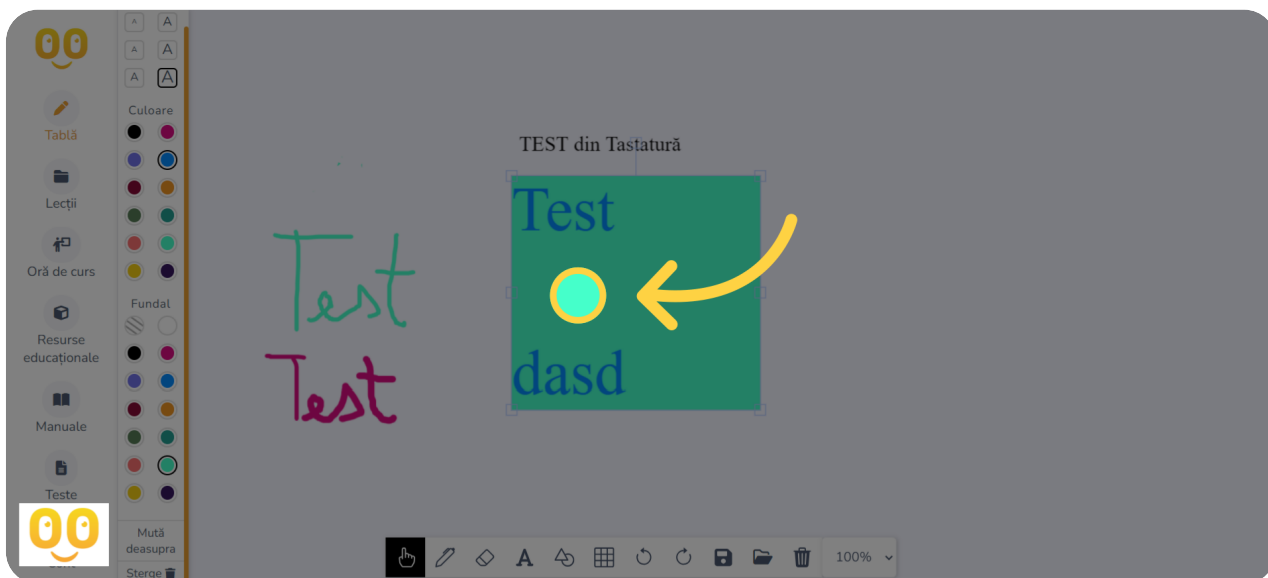 A A
A A
A A
Culoare
Fundal
Mută
deasupra
Șterge
Tablă
Lecții
Oră de curs
Resurse
educaționale
Manuale
Teste
TEST din Tastatură
Test
dasd
Test
Test
A
100%